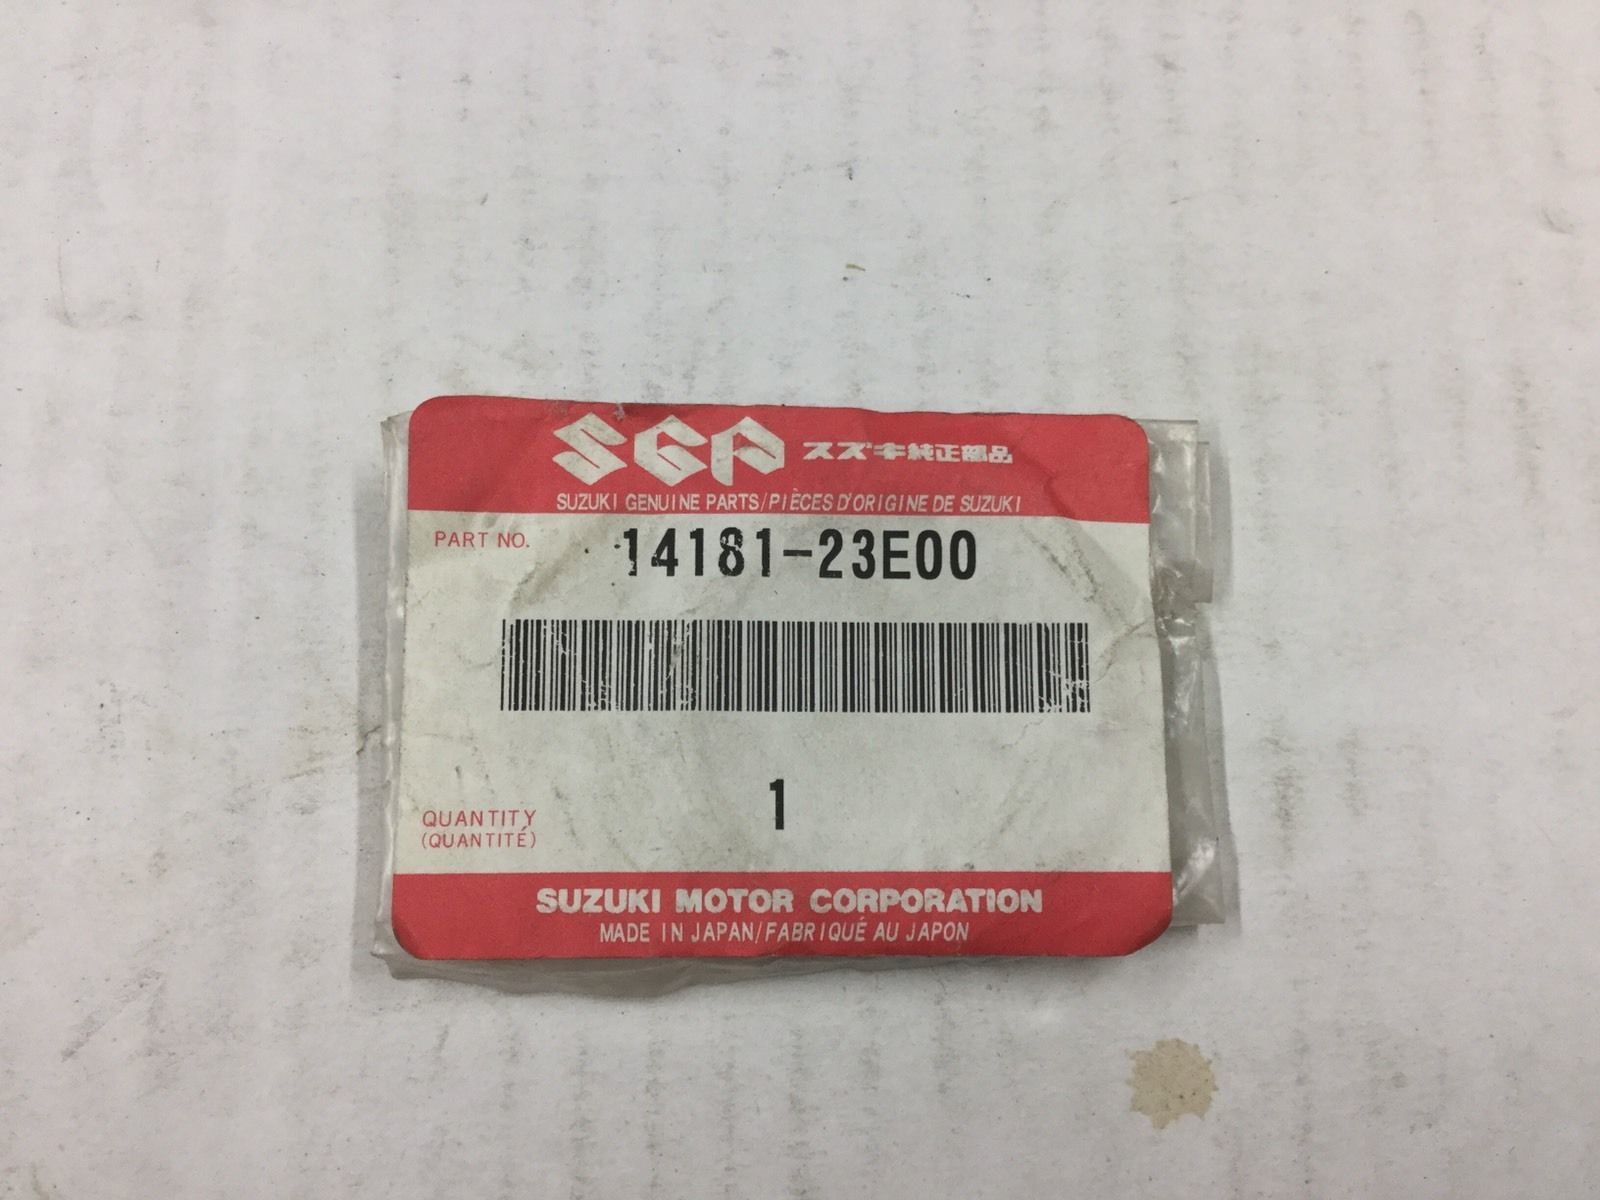 SGP スズキ純正部品
SUZUKI GENUINE PARTS/PIÈCES D'ORIGINE DE SUZUKI
PART NO. 14181-23E00
QUANTITY 1
(QUANTITÉ)
SUZUKI MOTOR CORPORATION
MADE IN JAPAN/FABRIQUÉ AU JAPON